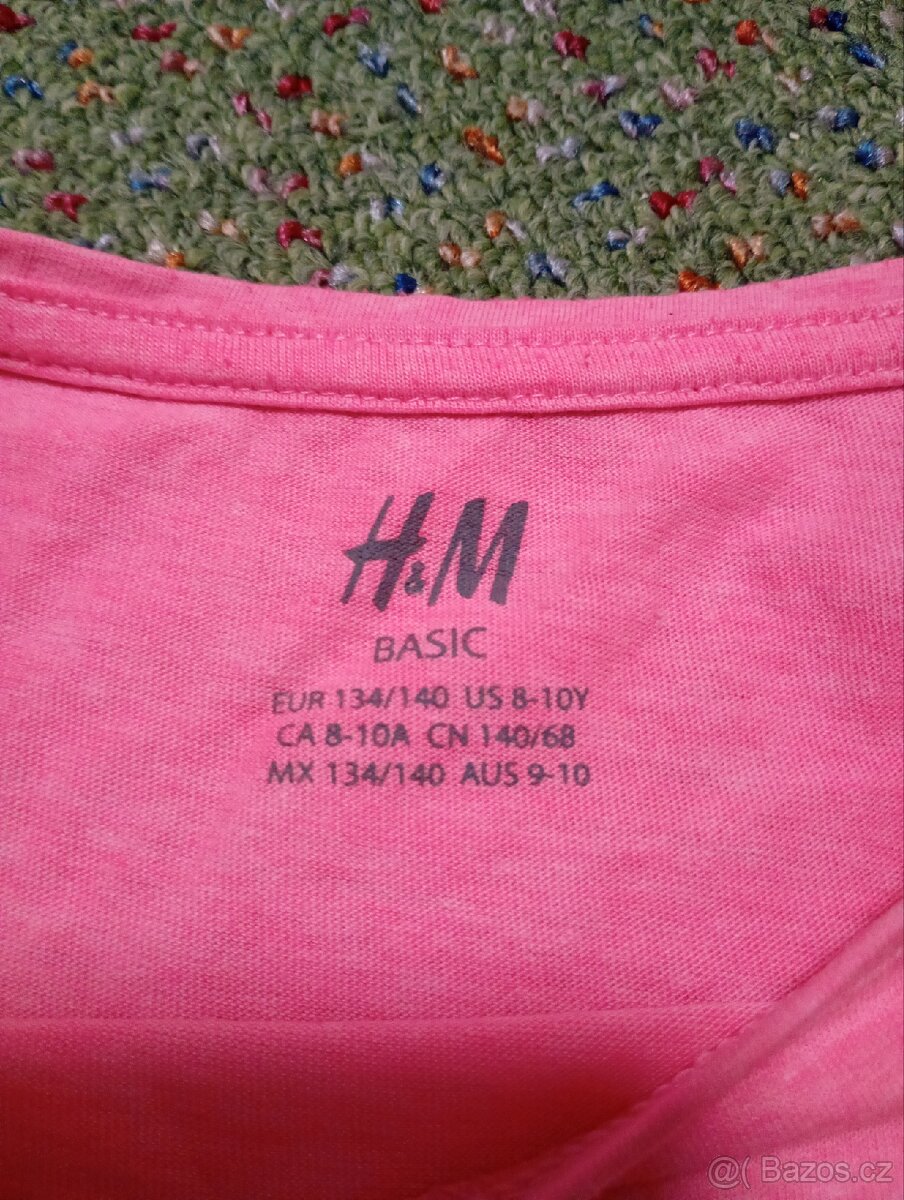 H&M
BASIC
EUR 134/140 US 8-10Y
CA 8-10A CN 140/68
MX 134/140 AUS 9-10
@( Bazos.cz